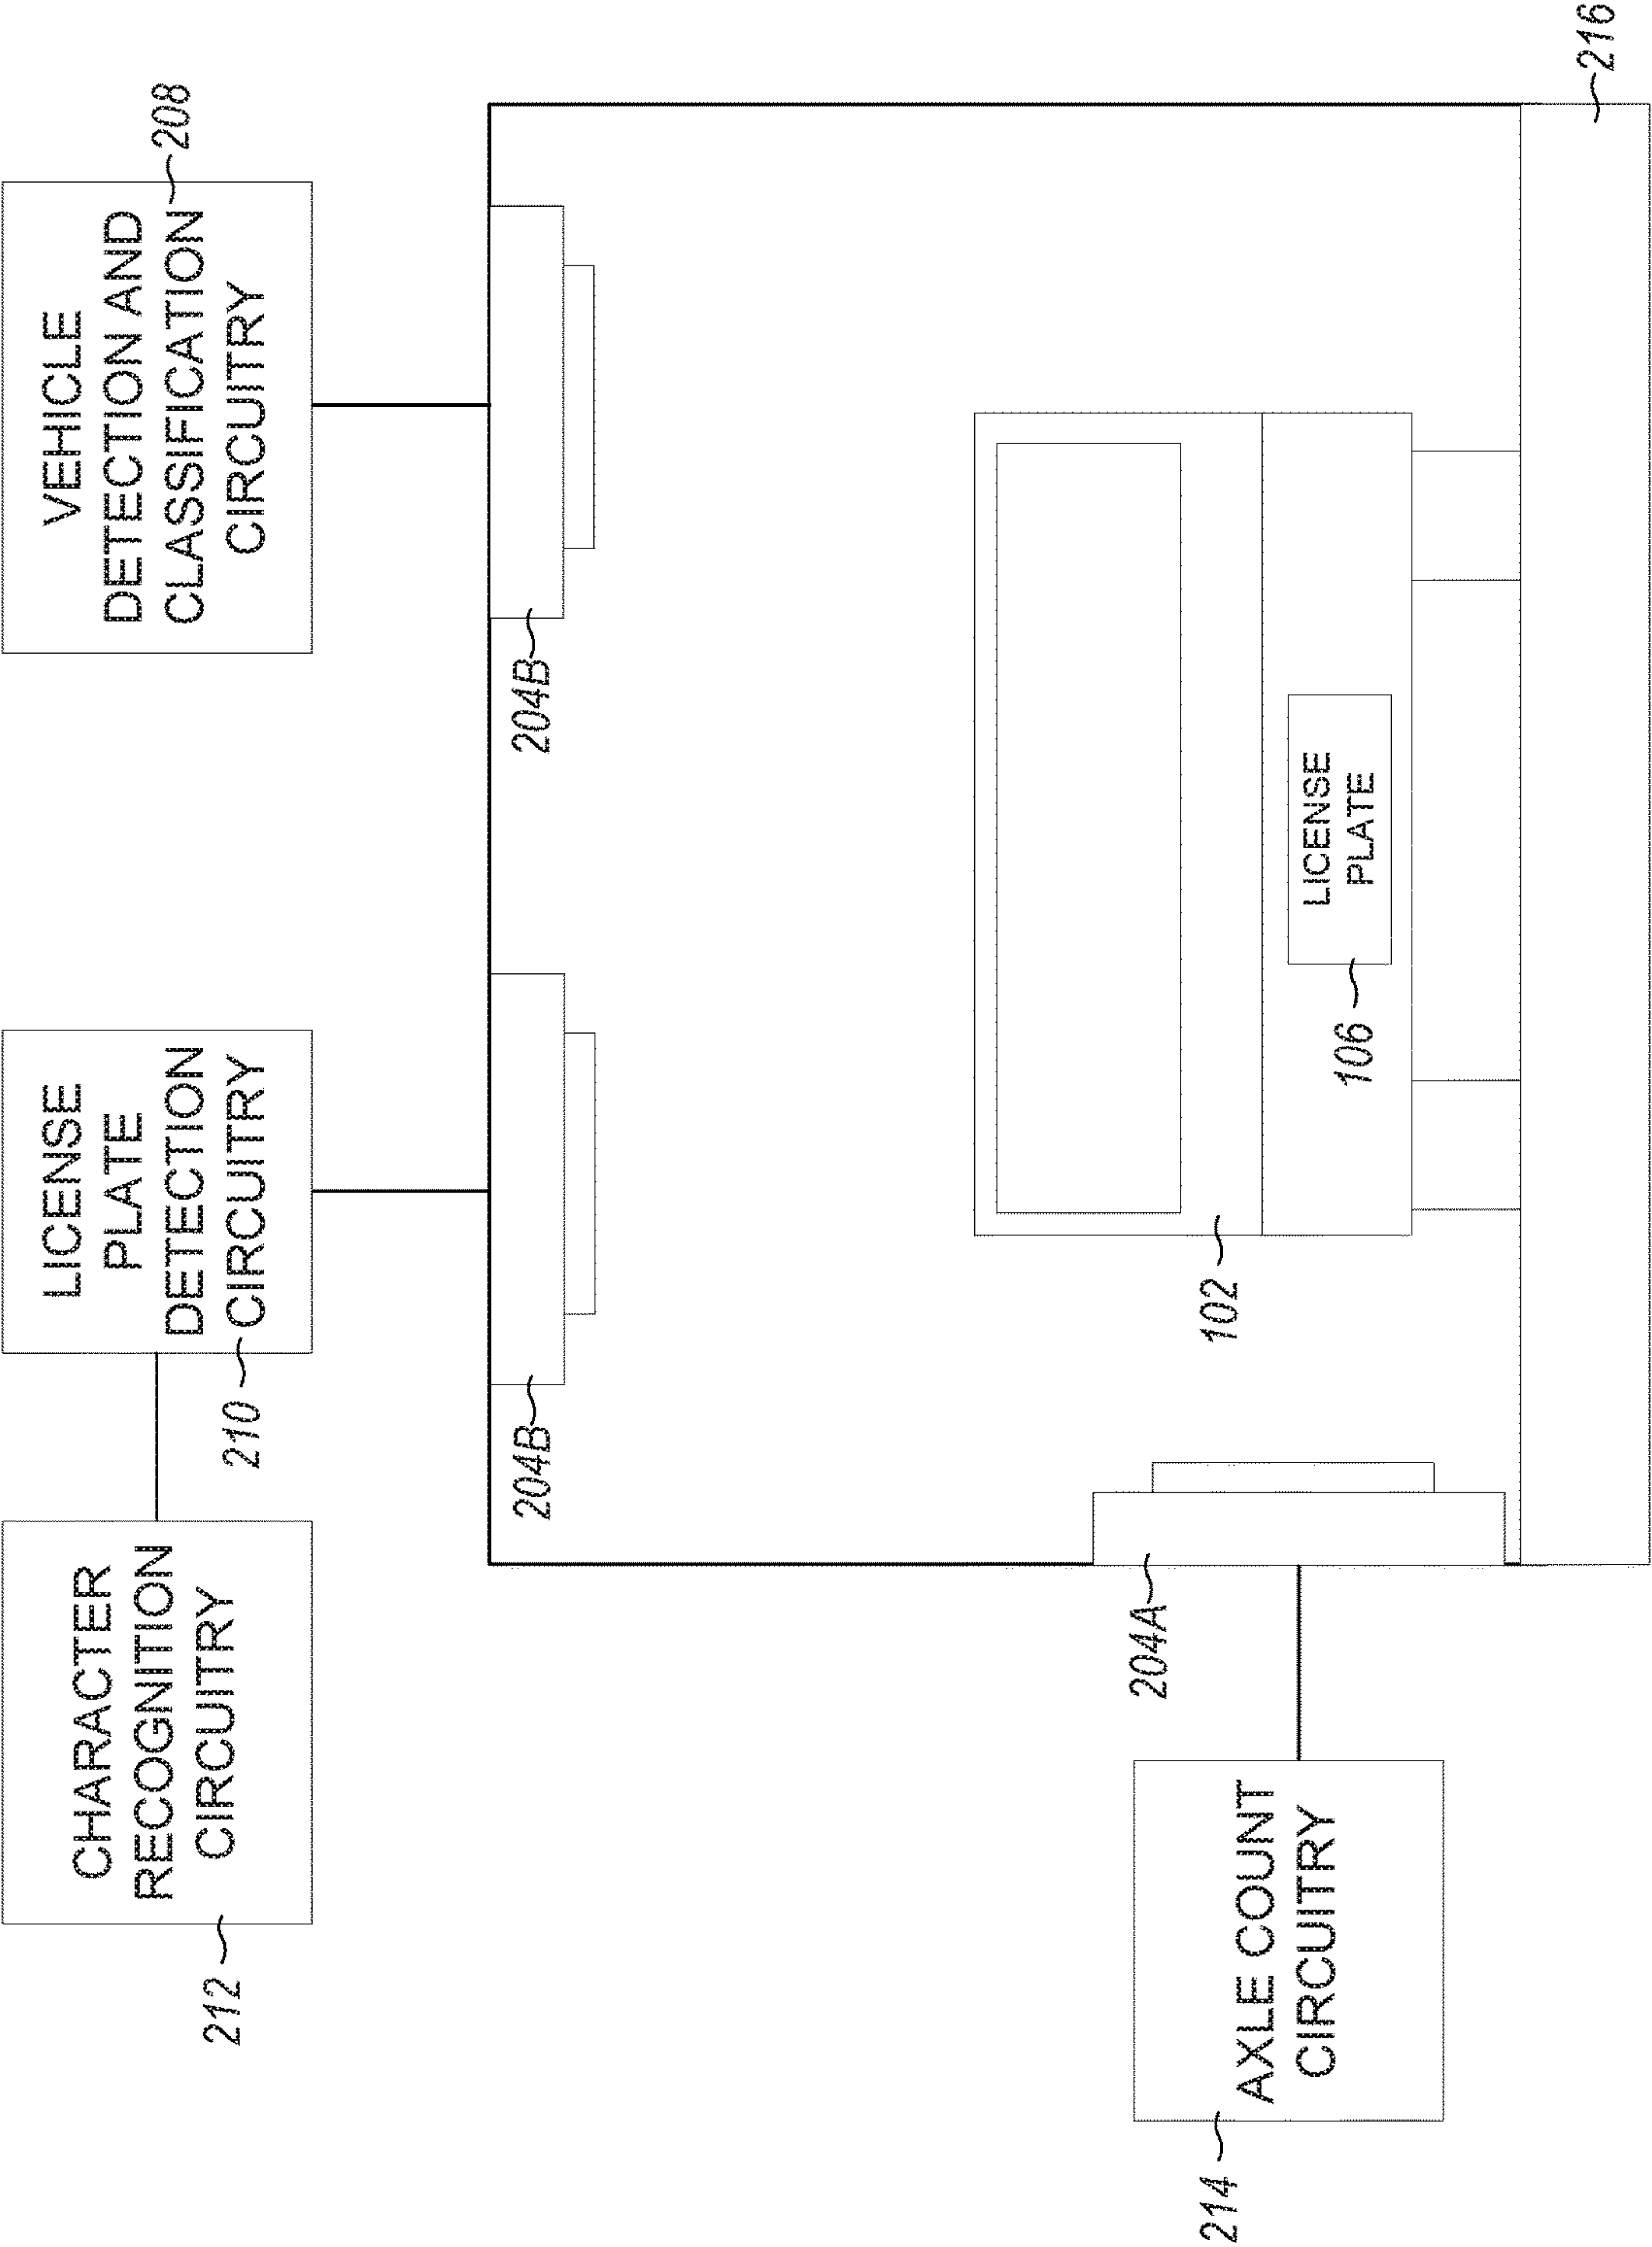 CHARACTER
RECOGNITION
CIRCUITRY
212
LICENSE
PLATE
DETECTION
CIRCUITRY
210
VEHICLE
DETECTION AND
CLASSIFICATION
CIRCUITRY
208
204B
204B
204A
AXLE COUNT
CIRCUITRY
214
102
LICENSE
PLATE
106
216